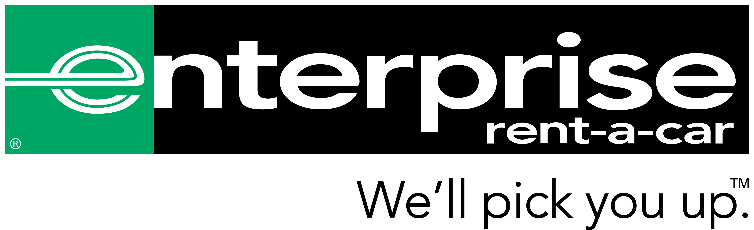 enterprise
rent-a-car
®
We'll pick you up.™